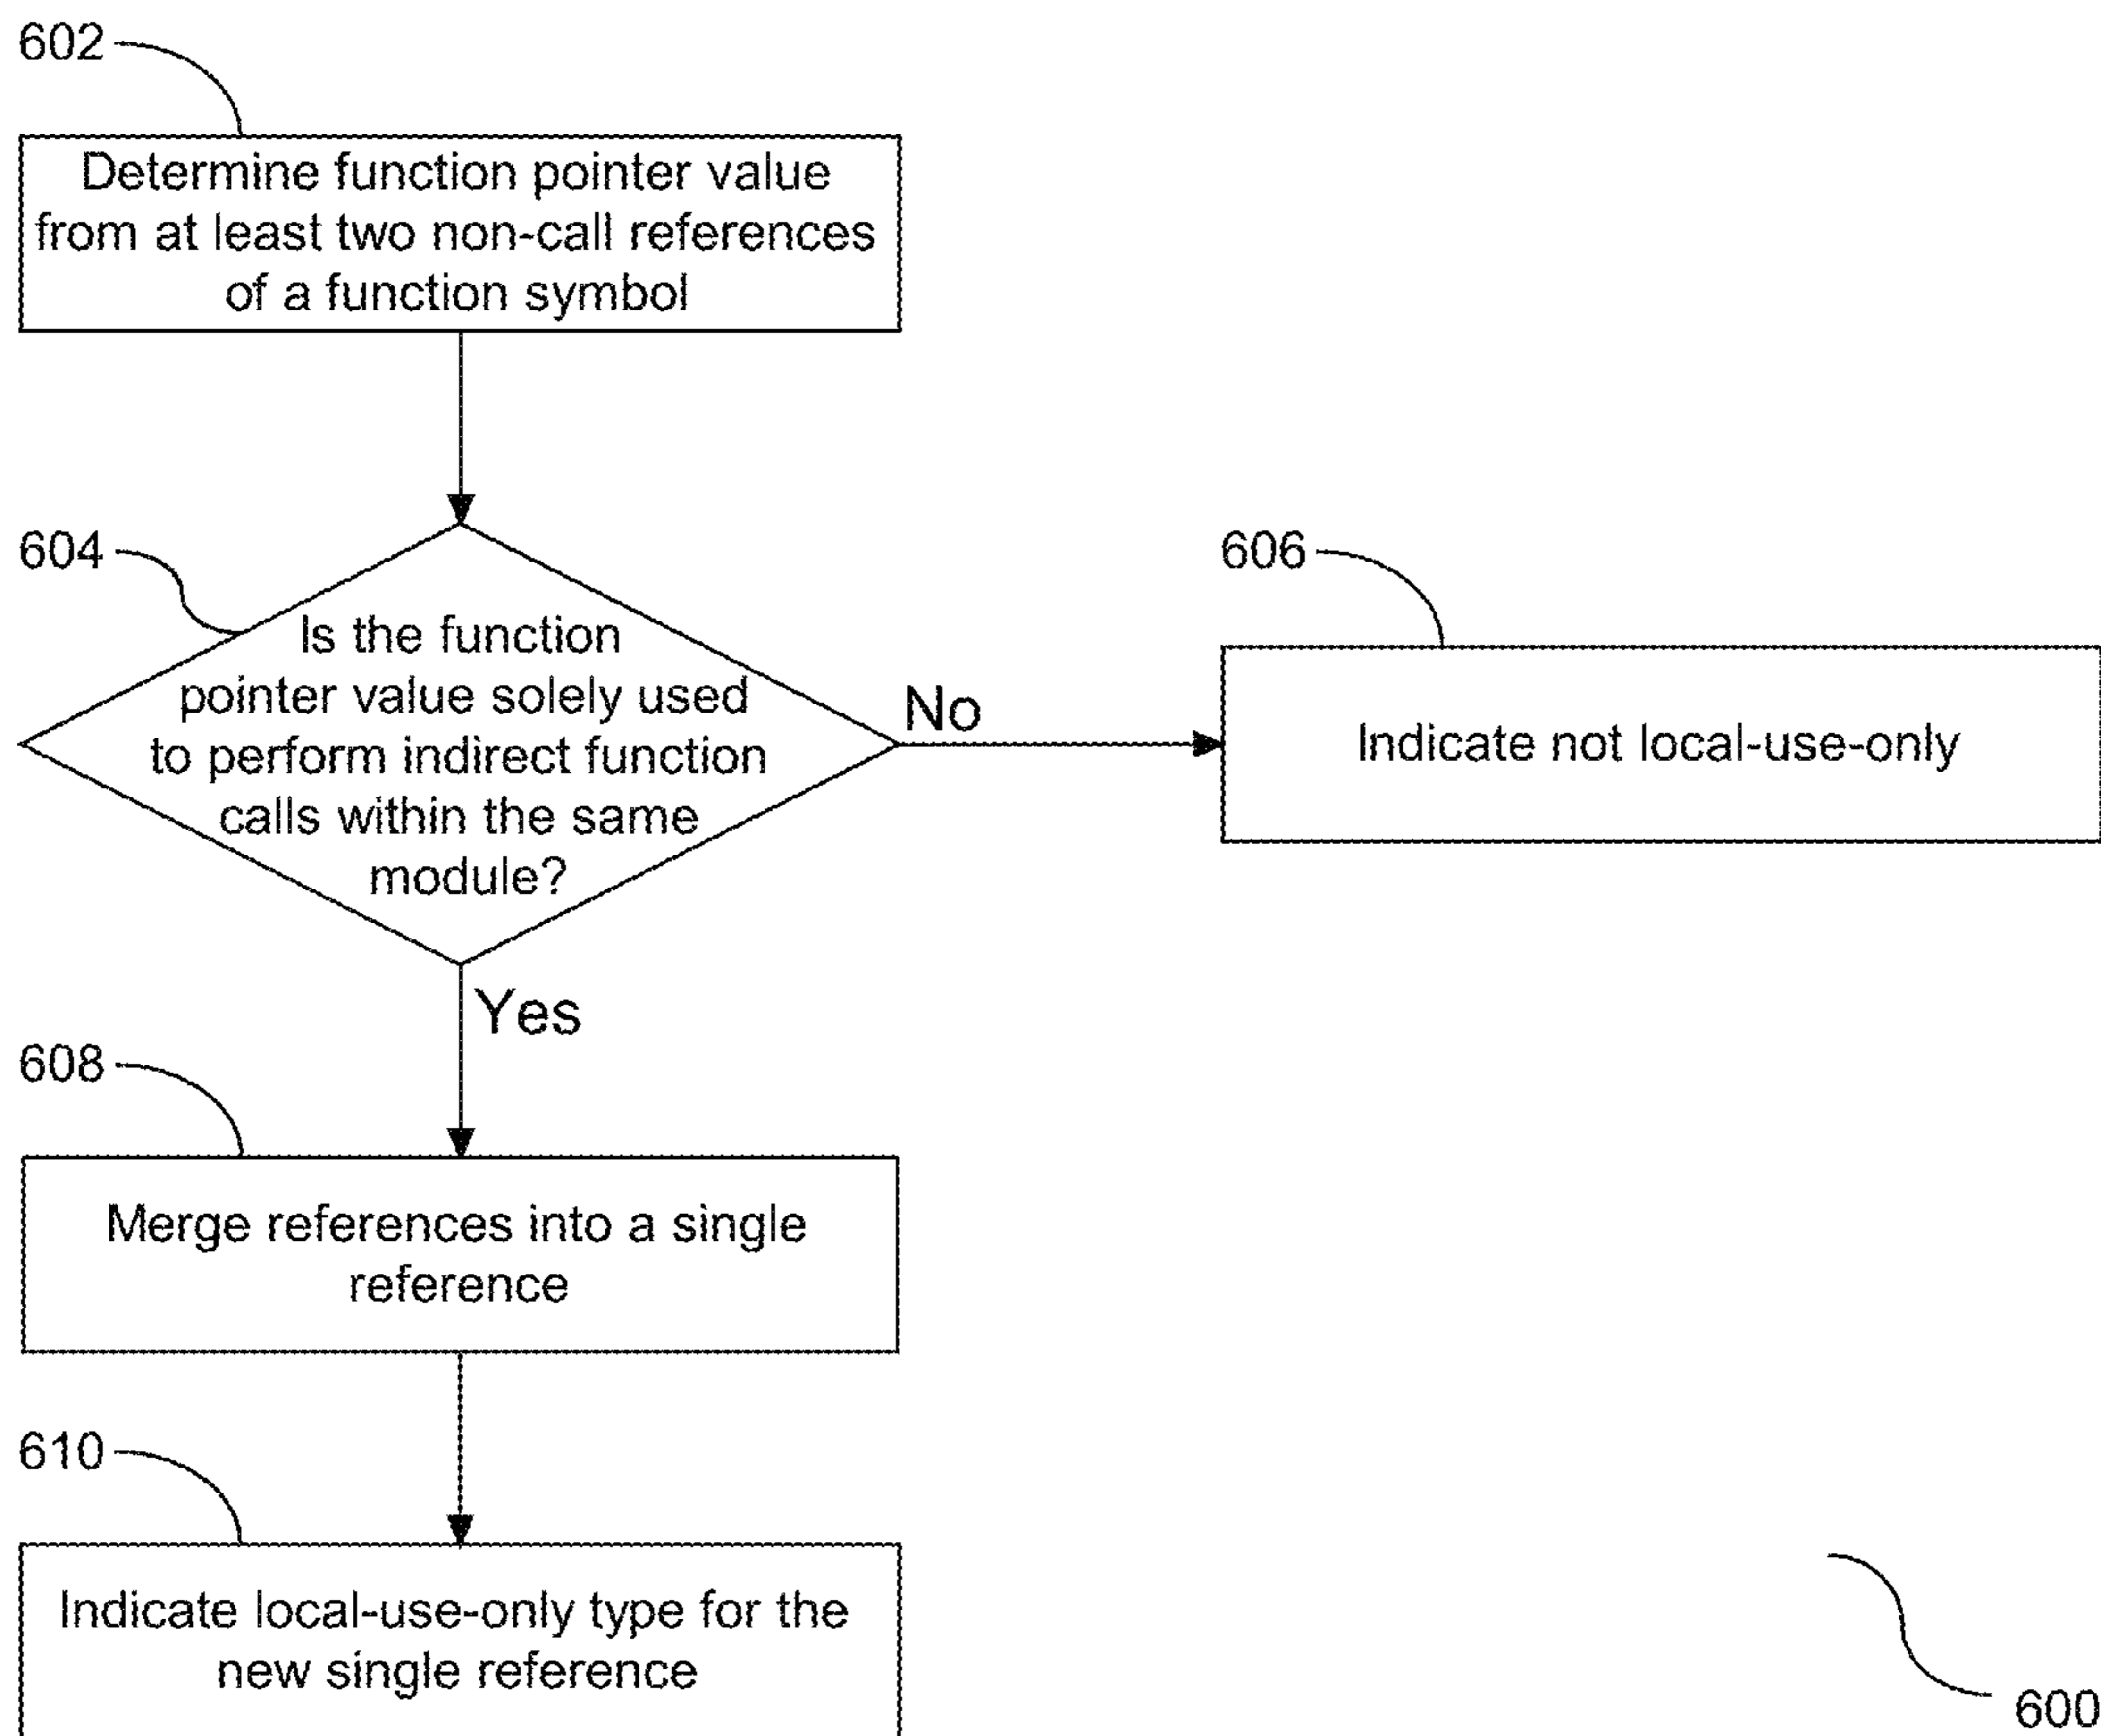 602
Determine function pointer value
from at least two non-call references
of a function symbol
604
Is the function
pointer value solely used
to perform indirect function
calls within the same
module?
No
606
Indicate not local-use-only
Yes
608
Merge references into a single
reference
610
Indicate local-use-only type for the
new single reference
600